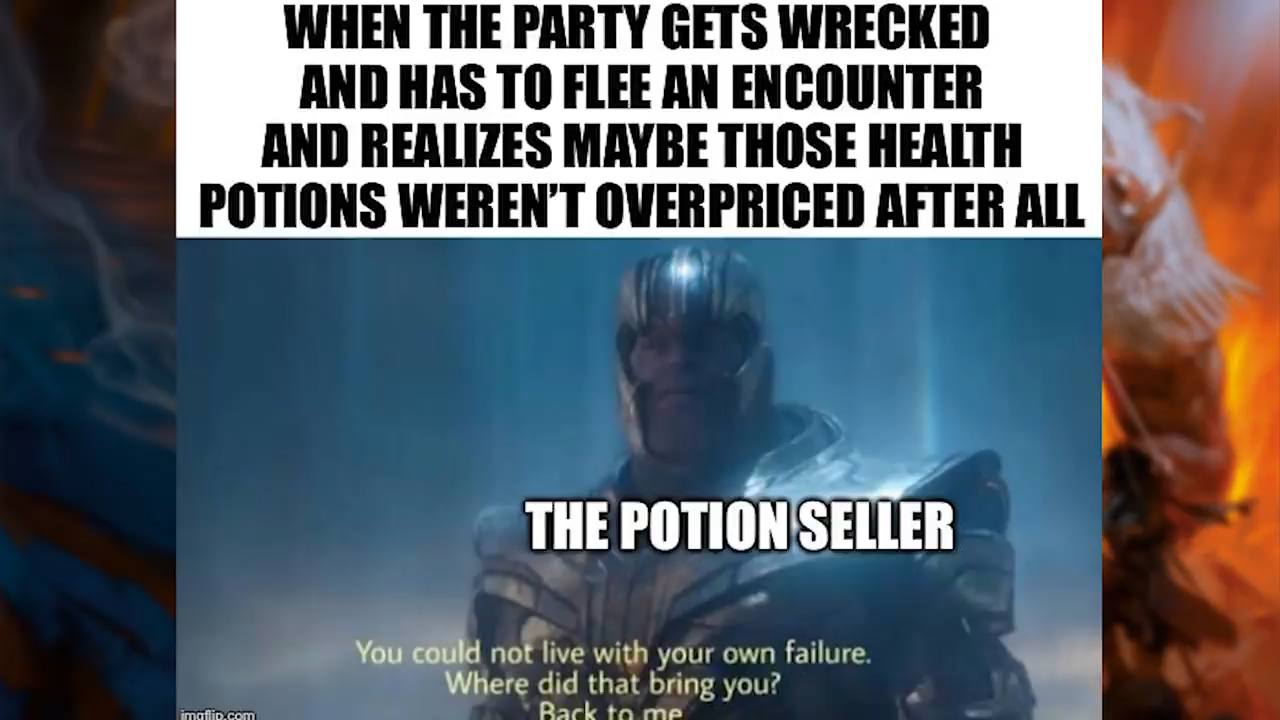 WHEN THE PARTY GETS WRECKED
AND HAS TO FLEE AN ENCOUNTER
AND REALIZES MAYBE THOSE HEALTH
POTIONS WEREN'T OVERPRICED AFTER ALL
THE POTION SELLER
You could not live with your own failure.
Where did that bring you?
Back to me
imgflip.com